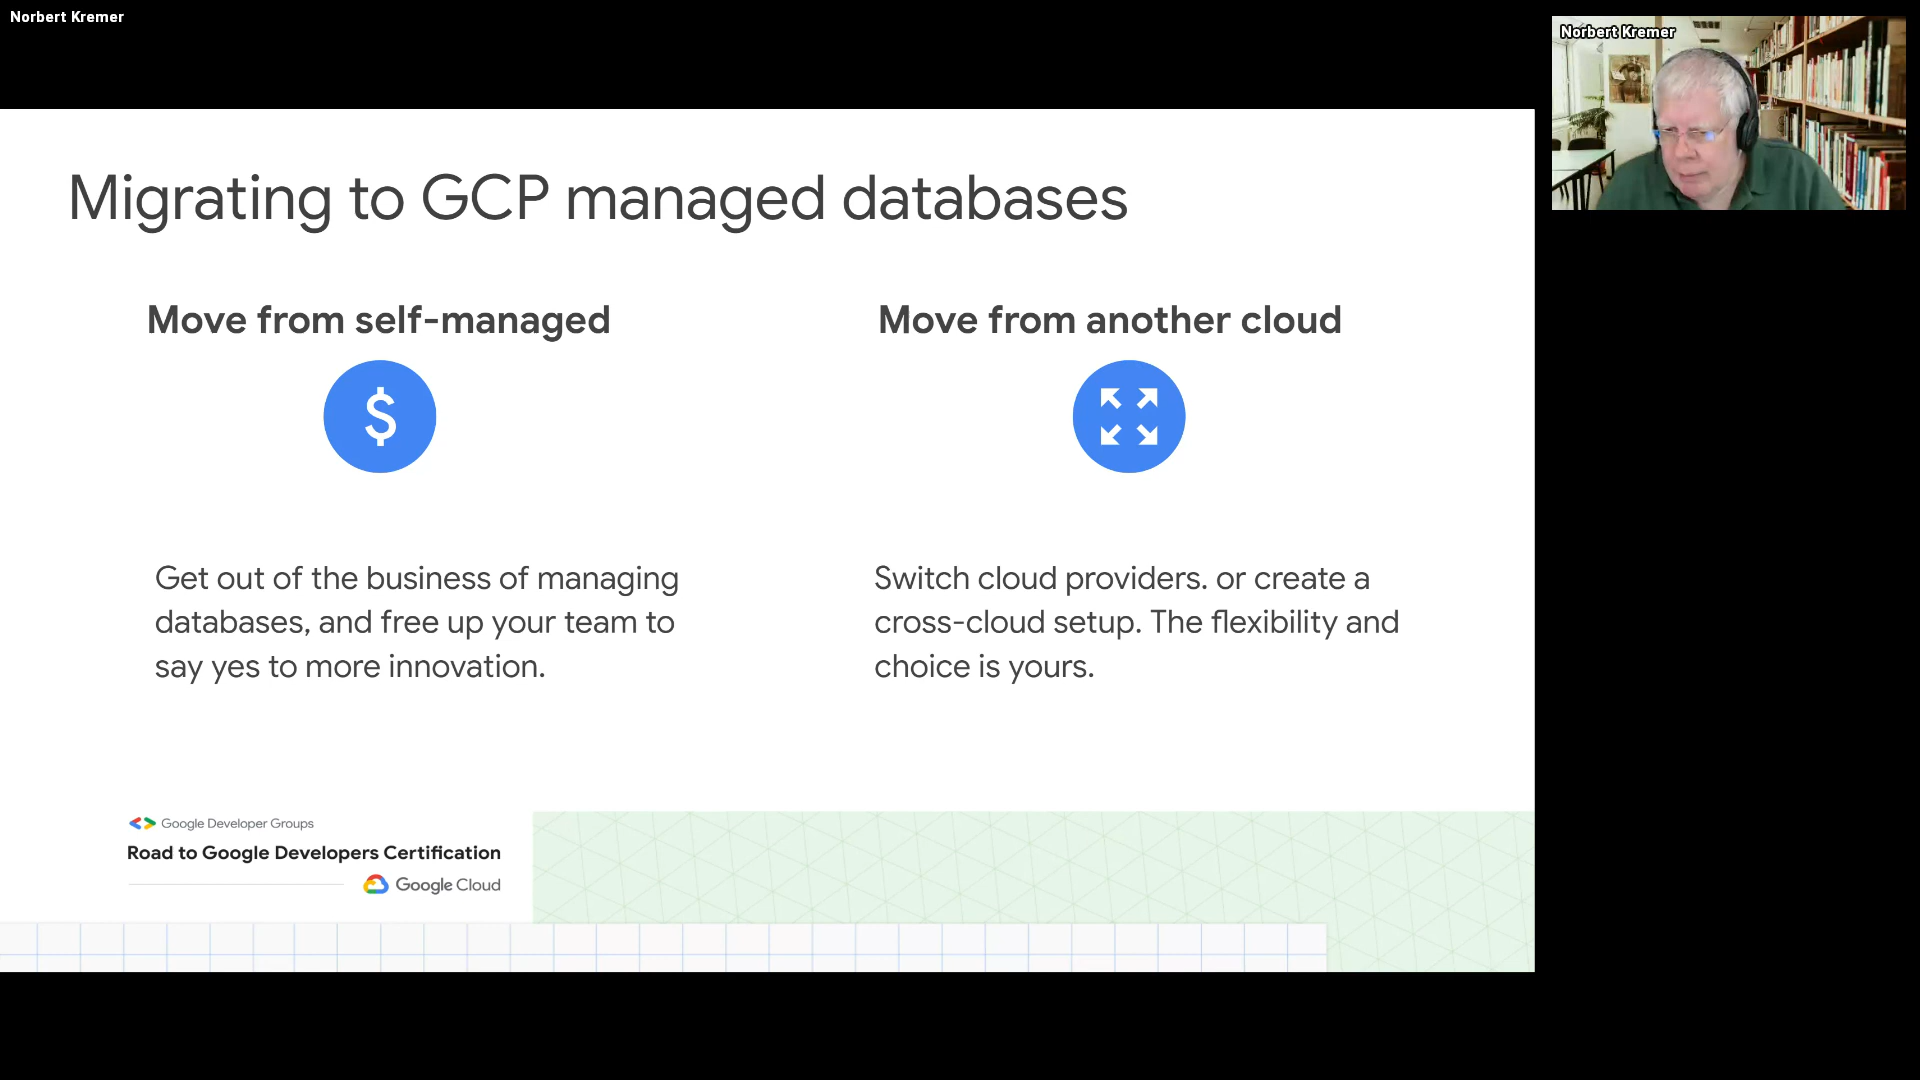 Norbert Kremer
Norbert Kremer
Migrating to GCP managed databases
Move from self-managed
$
Get out of the business of managing
databases, and free up your team to
say yes to more innovation.
Move from another cloud
Switch cloud providers. or create a
cross-cloud setup. The flexibility and
choice is yours.
Google Developer Groups
Road to Google Developers Certification
Google Cloud